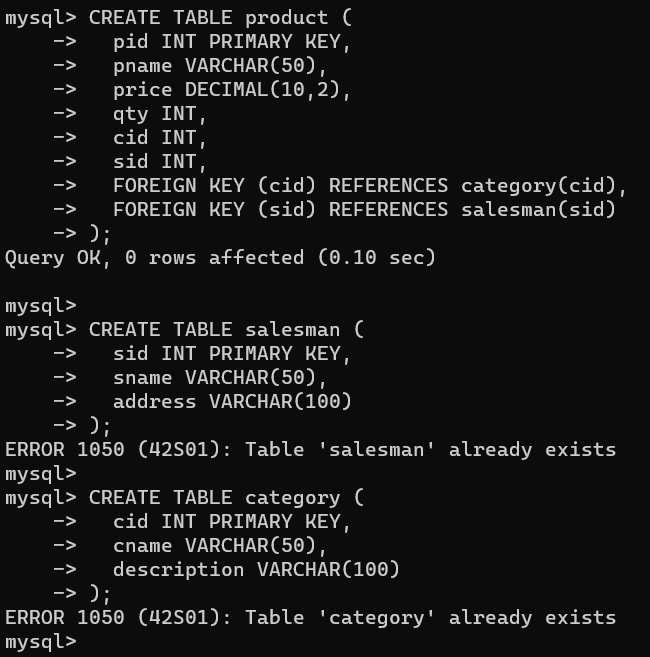 mysql> CREATE TABLE product (
    ->   pid INT PRIMARY KEY,
    ->   pname VARCHAR(50),
    ->   price DECIMAL(10,2),
    ->   qty INT,
    ->   cid INT,
    ->   sid INT,
    ->   FOREIGN KEY (cid) REFERENCES category(cid),
    ->   FOREIGN KEY (sid) REFERENCES salesman(sid)
    -> );
Query OK, 0 rows affected (0.10 sec)

mysql>
mysql> CREATE TABLE salesman (
    ->   sid INT PRIMARY KEY,
    ->   sname VARCHAR(50),
    ->   address VARCHAR(100)
    -> );
ERROR 1050 (42S01): Table 'salesman' already exists
mysql>
mysql> CREATE TABLE category (
    ->   cid INT PRIMARY KEY,
    ->   cname VARCHAR(50),
    ->   description VARCHAR(100)
    -> );
ERROR 1050 (42S01): Table 'category' already exists
mysql>